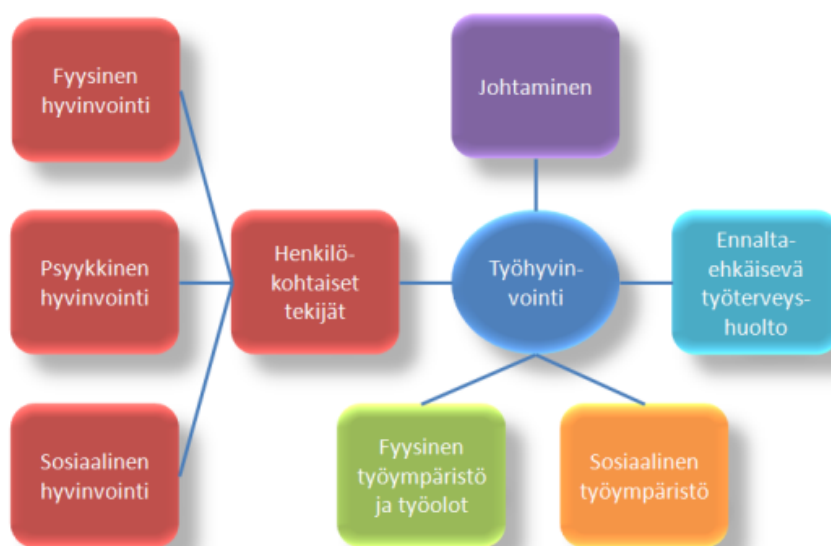 Fyysinen
hyvinvointi
Johtaminen
Psyykkinen
hyvinvointi
Henkilö-
kohtaiset
tekijät
Työhyvin-
vointi
Ennalta-
ehkäisevä
työterveys-
huolto
Sosiaalinen
hyvinvointi
Fyysinen
työympäristö
ja työolot
Sosiaalinen
työympäristö